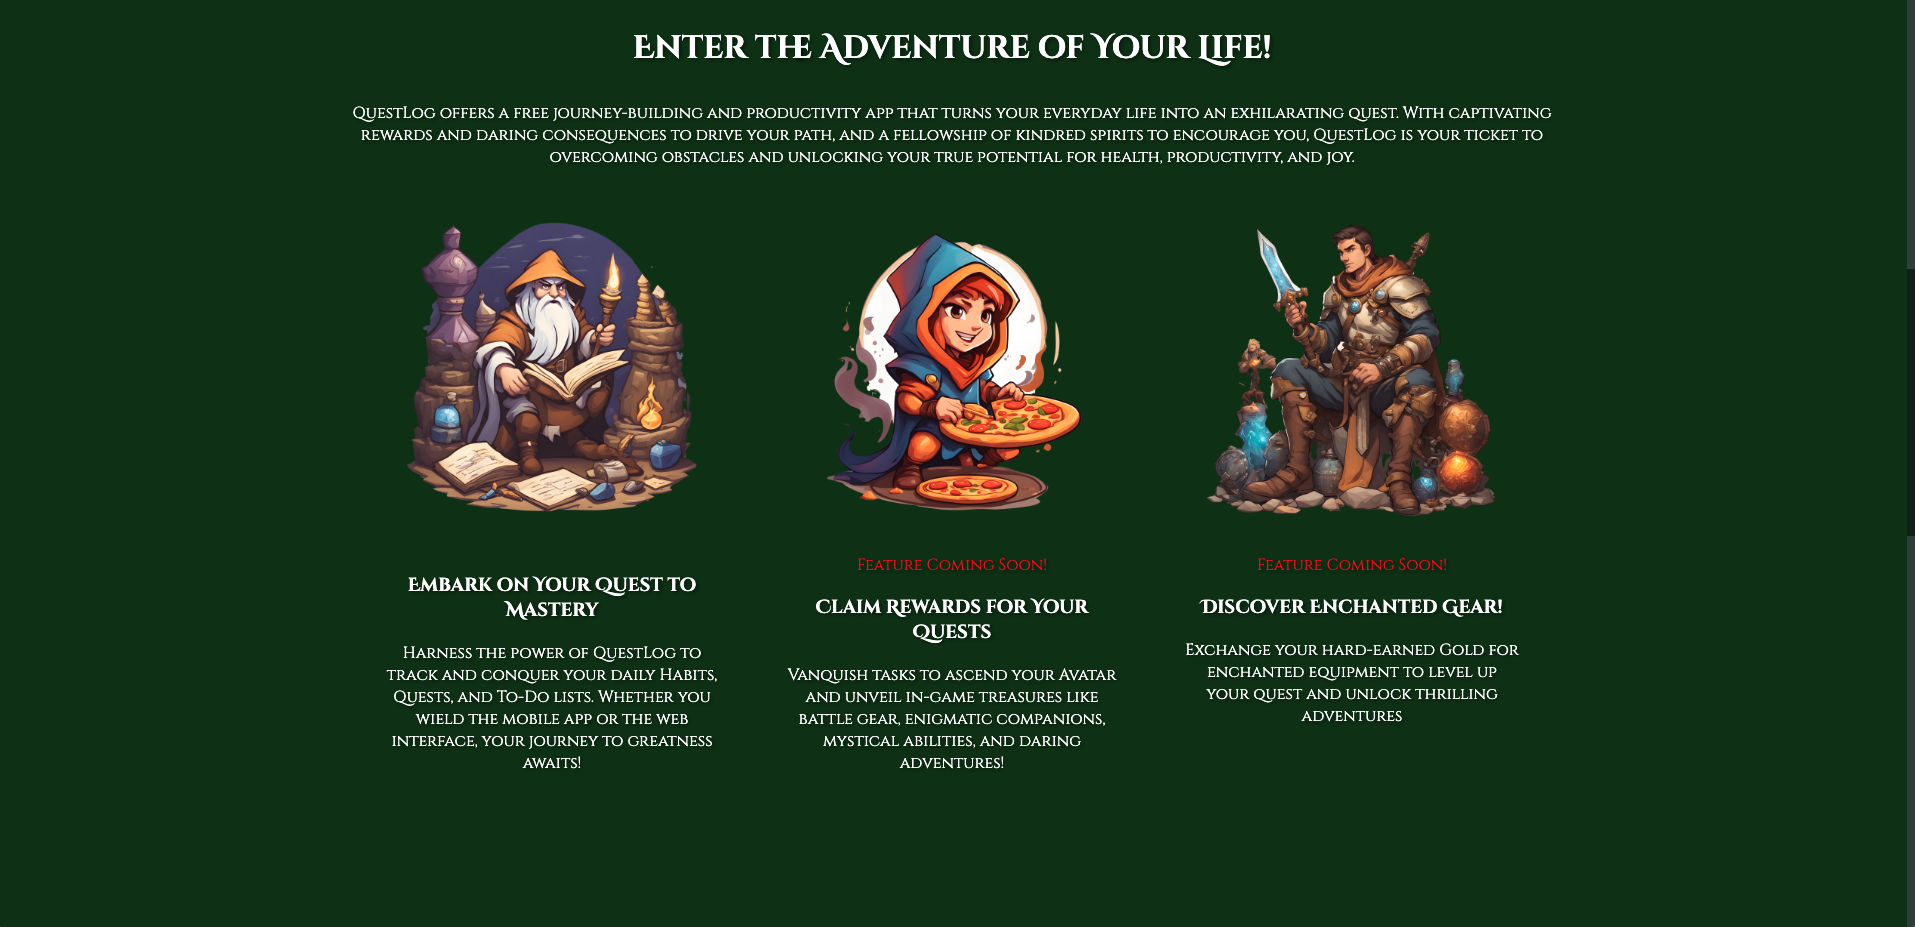 Enter the Adventure of Your Life!
QuestLog offers a free journey-building and productivity app that turns your everyday life into an exhilarating quest. With captivating
rewards and daring consequences to drive your path, and a fellowship of kindred spirits to encourage you, QuestLog is your ticket to
overcoming obstacles and unlocking your true potential for health, productivity, and joy.
Embark on Your Quest to
Mastery
Harness the power of QuestLog to
track and conquer your daily Habits,
Quests, and To-Do lists. Whether you
wield the mobile app or the web
interface, your journey to greatness
awaits!
Feature Coming Soon!
Claim Rewards for Your
Quests
Vanquish tasks to ascend your Avatar
and unveil in-game treasures like
battle gear, enigmatic companions,
mystical abilities, and daring
adventures!
Feature Coming Soon!
Discover Enchanted Gear!
Exchange your hard-earned Gold for
enchanted equipment to level up
your quest and unlock thrilling
adventures